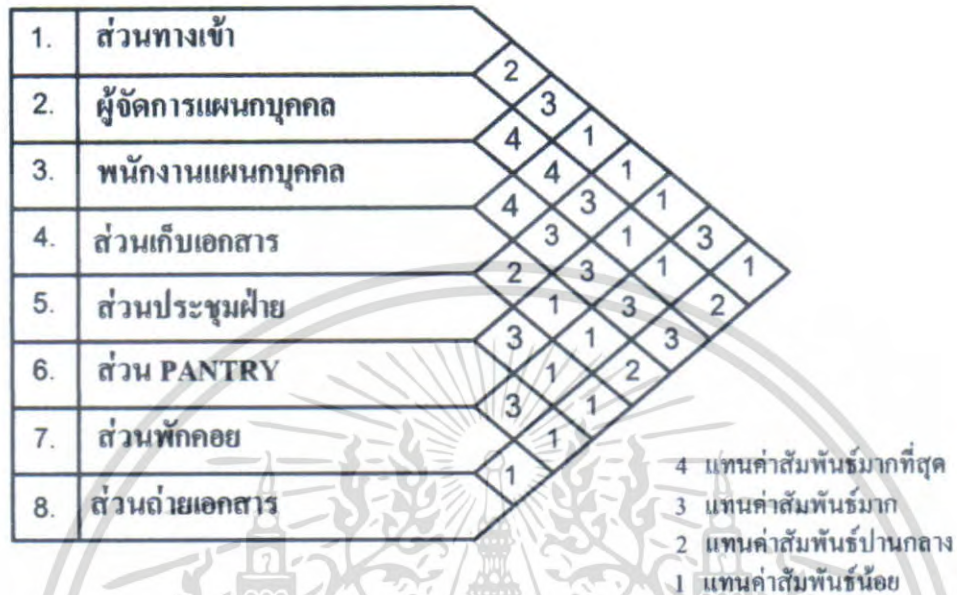 1. ส่วนทางเข้า
2
2. ผู้จัดการแผนกบุคคล
3
4 1
3. พนักงานแผนกบุคคล
4 1
4 3 1
4. ส่วนเก็บเอกสาร
3 1 3
2 3 1 1
5. ส่วนประชุมฝ่าย
1 3 2
3 1 3
6. ส่วน PANTRY
1 2
3 1
7. ส่วนพักคอย
1
1
8. ส่วนถ่ายเอกสาร
4 แทนค่าสัมพันธ์มากที่สุด
3 แทนค่าสัมพันธ์มาก
2 แทนค่าสัมพันธ์ปานกลาง
1 แทนค่าสัมพันธ์น้อย